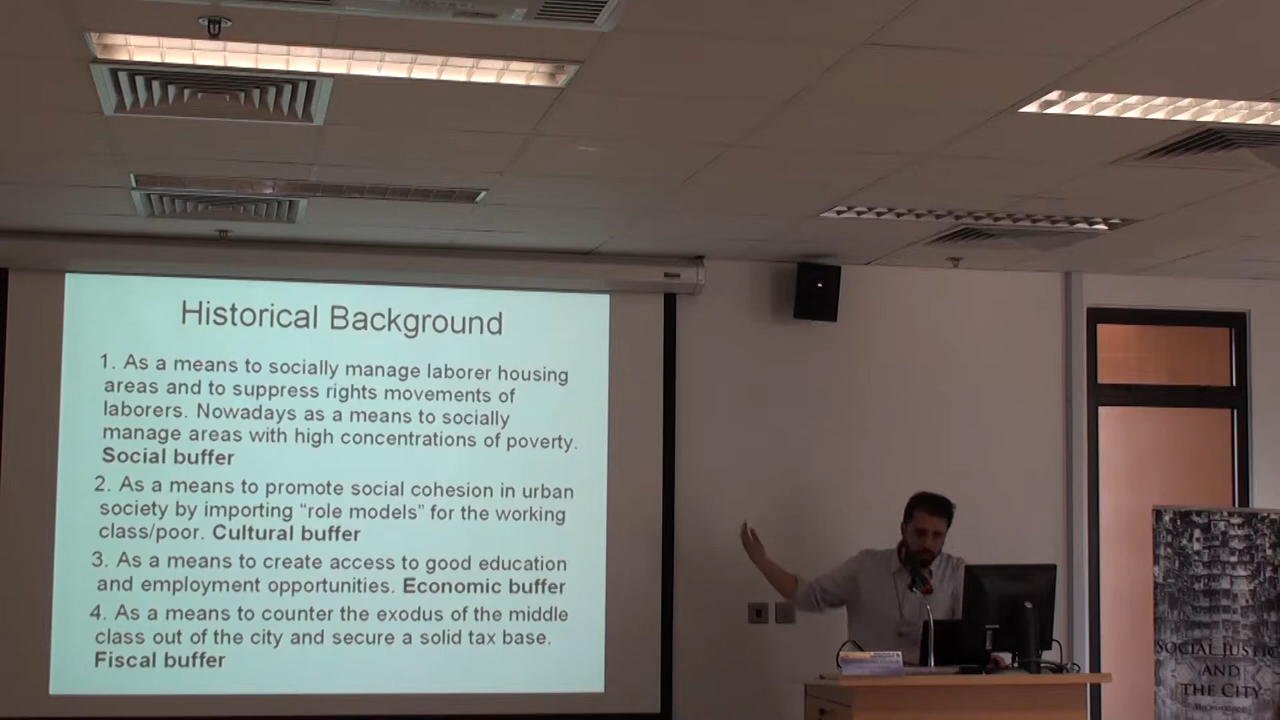 Historical Background
1. As a means to socially manage laborer housing
areas and to suppress rights movements of
laborers. Nowadays as a means to socially
manage areas with high concentrations of poverty.
Social buffer
2. As a means to promote social cohesion in urban
society by importing “role models” for the working
class/poor. Cultural buffer
3. As a means to create access to good education
and employment opportunities. Economic buffer
4. As a means to counter the exodus of the middle
class out of the city and secure a solid tax base.
Fiscal buffer
SOCIAL JUSTIC
AND
THE CITY